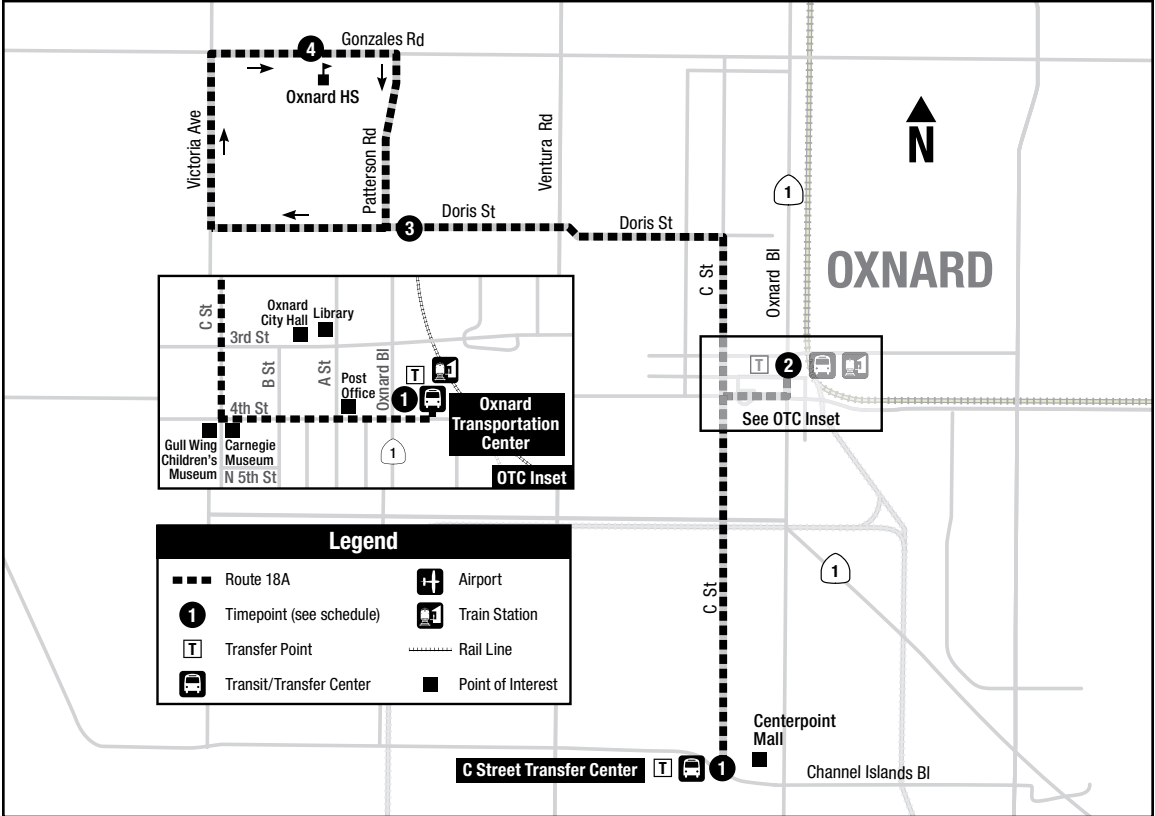 4
Gonzales Rd
Oxnard HS
Victoria Ave
Patterson Rd
Ventura Rd
N
1
3
Doris St
Doris St
C St
Oxnard Bl
OXNARD
T
2
See OTC Inset
C St
Oxnard
City Hall
Library
3rd St
B St
A St
Oxnard Bl
Post
Office
T
1
4th St
Oxnard
Transportation
Center
Gull Wing
Children's
Museum
Carnegie
Museum
N 5th St
1
OTC Inset
Legend
Route 18A
Airport
1
Timepoint (see schedule)
Train Station
T
Transfer Point
Rail Line
Transit/Transfer Center
Point of Interest
1
C St
Centerpoint
Mall
C Street Transfer Center
T
1
Channel Islands Bl